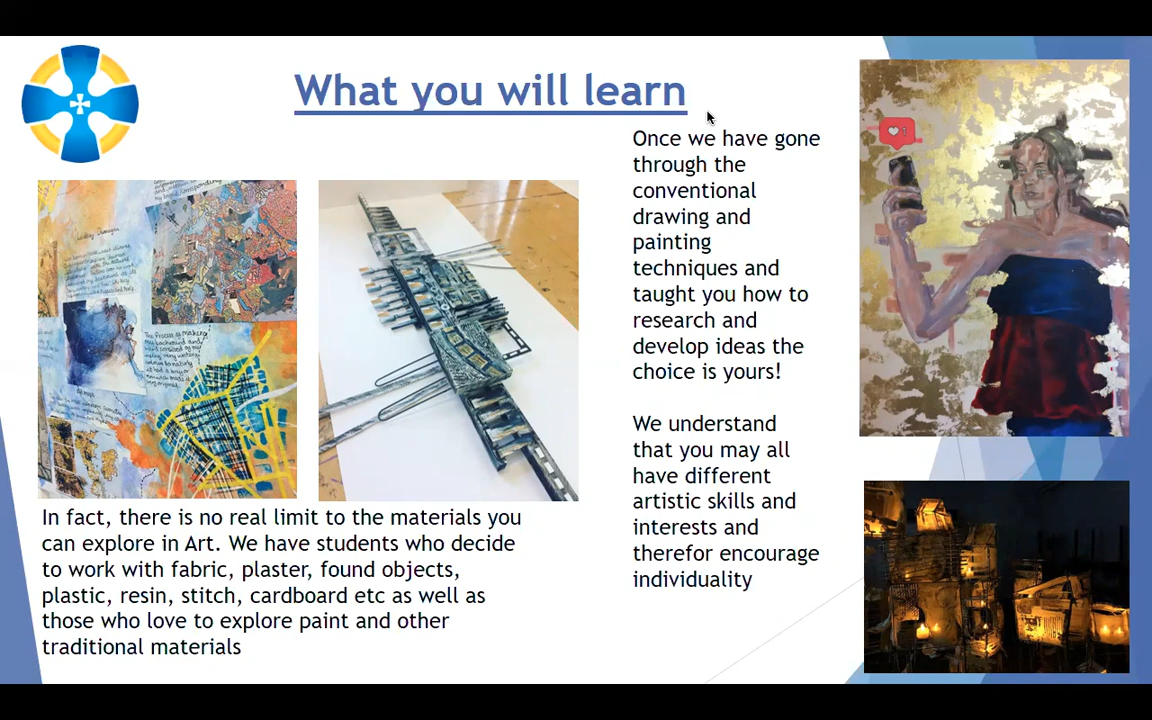 What you will learn
Once we have gone
through the
conventional
drawing and
painting
techniques and
taught you how to
research and
develop ideas the
choice is yours!
We understand
that you may all
have different
artistic skills and
interests and
therefor encourage
individuality
In fact, there is no real limit to the materials you
can explore in Art. We have students who decide
to work with fabric, plaster, found objects,
plastic, resin, stitch, cardboard etc as well as
those who love to explore paint and other
traditional materials